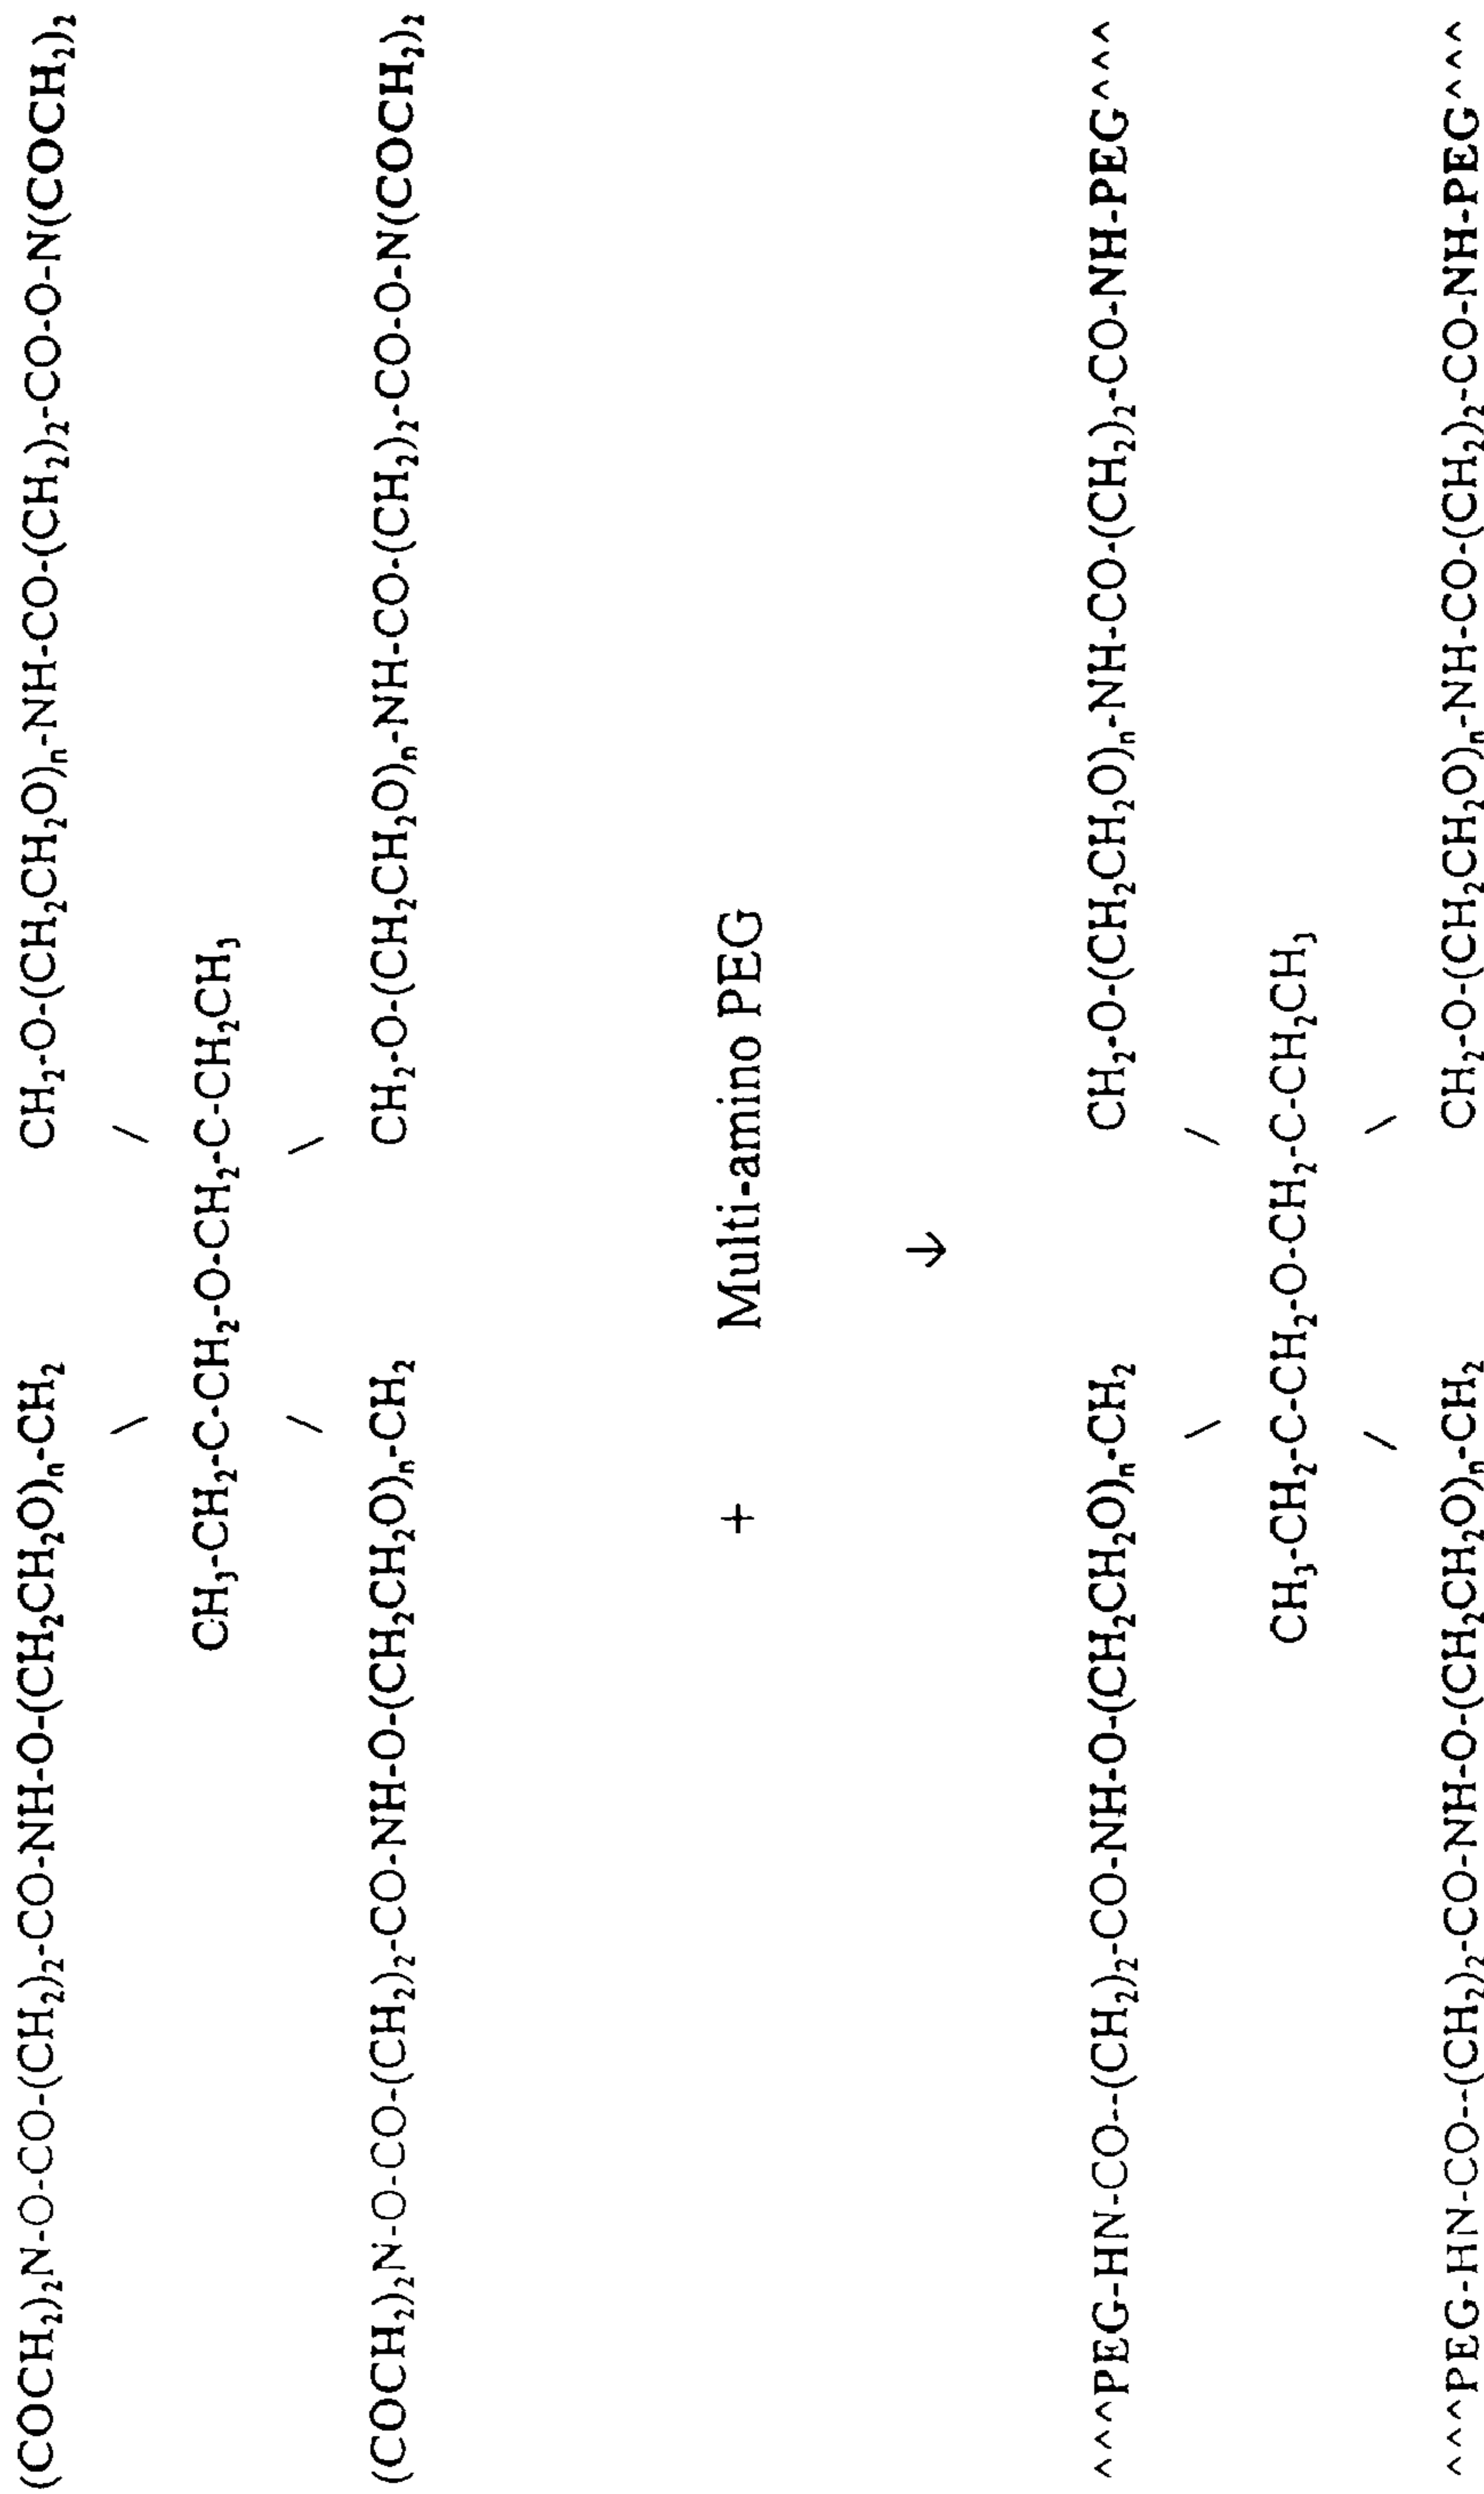 (COCH₂)₂N-O-CO-(CH₂)₂-CO-NH-O-(CH₂CH₂O)ₙ-CH₂ CH₂-O-(CH₂CH₂O)ₙ-NH-CO-(CH₂)₂-CO-O-N(COCH₂)₂
\ /
CH₃-CH₂-C-CH₂-O-CH₂-C-CH₂CH₃
/ \
(COCH₂)₂N-O-CO-(CH₂)₂-CO-NH-O-(CH₂CH₂O)ₙ-CH₂ CH₂-O-(CH₂CH₂O)ₙ-NH-CO-(CH₂)₂-CO-O-N(COCH₂)₂
+ Multi-amino PEG
↓
^^^PEG-HN-CO-(CH₂)₂-CO-NH-O-(CH₂CH₂O)ₙ-CH₂ CH₂-O-(CH₂CH₂O)ₙ-NH-CO-(CH₂)₂-CO-NH-PEG^^^
\ /
CH₃-CH₂-C-CH₂-O-CH₂-C-CH₂CH₃
/ \
^^^PEG-HN-CO-(CH₂)₂-CO-NH-O-(CH₂CH₂O)ₙ-CH₂ CH₂-O-(CH₂CH₂O)ₙ-NH-CO-(CH₂)₂-CO-NH-PEG^^^